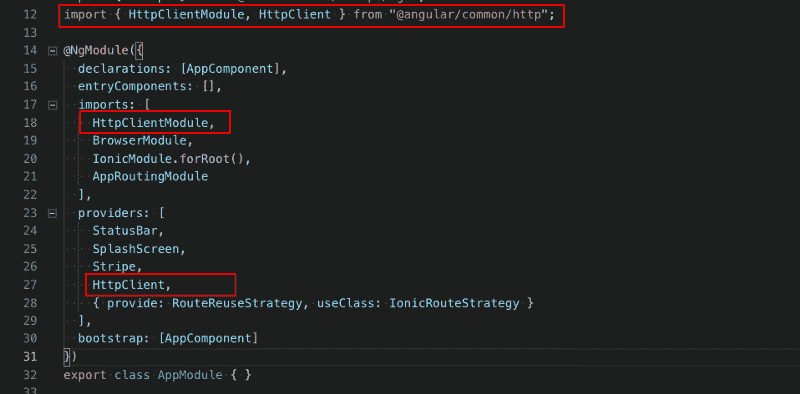 12 import { HttpClientModule, HttpClient } from "@angular/common/http";
13
14 @NgModule({
15 declarations: [AppComponent],
16 entryComponents: [],
17 imports: [
18 HttpClientModule,
19 BrowserModule,
20 IonicModule.forRoot(),
21 AppRoutingModule
22 ],
23 providers: [
24 StatusBar,
25 SplashScreen,
26 Stripe,
27 HttpClient,
28 { provide: RouteReuseStrategy, useClass: IonicRouteStrategy }
29 ],
30 bootstrap: [AppComponent]
31 })
32 export class AppModule { }
33